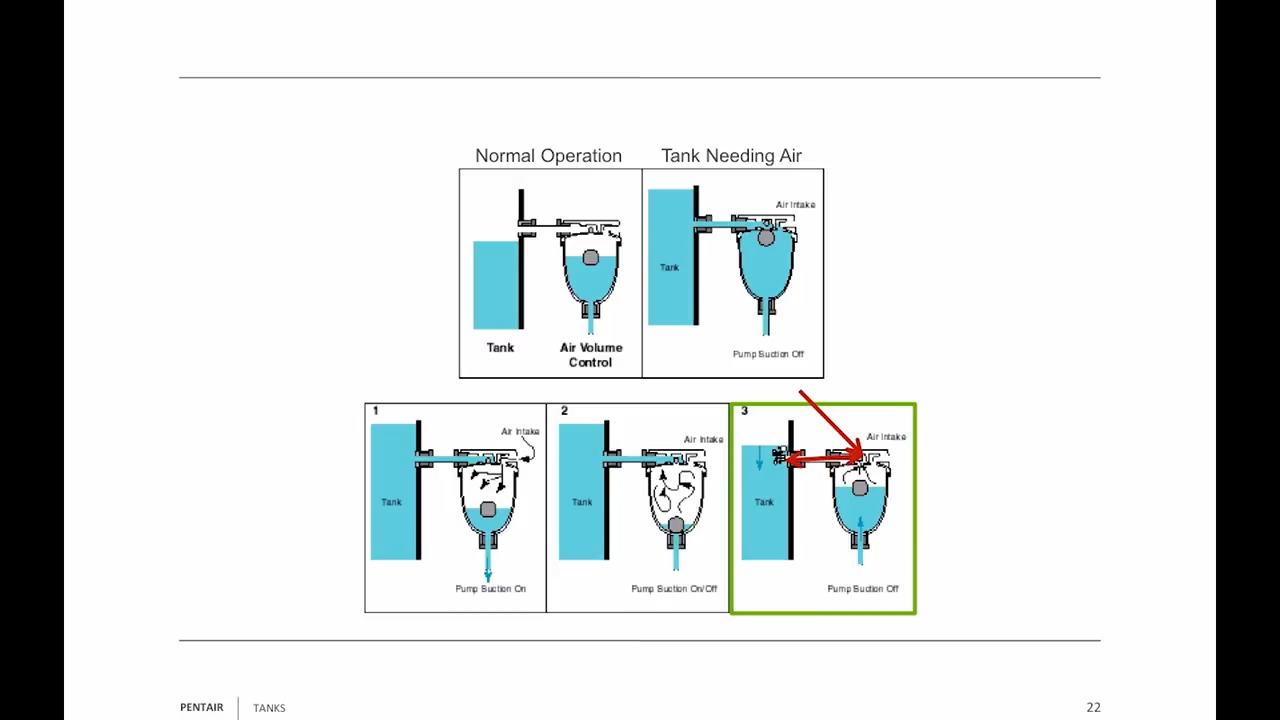 Normal Operation
Tank Needing Air
Air Intake
Tank
Tank
Air Volume
Control
Pump Suction Off
1
Air Intake
Tank
Pump Suction On
2
Air Intake
Tank
Pump Suction On/Off
3
Air Intake
Tank
Pump Suction Off
PENTAIR
TANKS
22